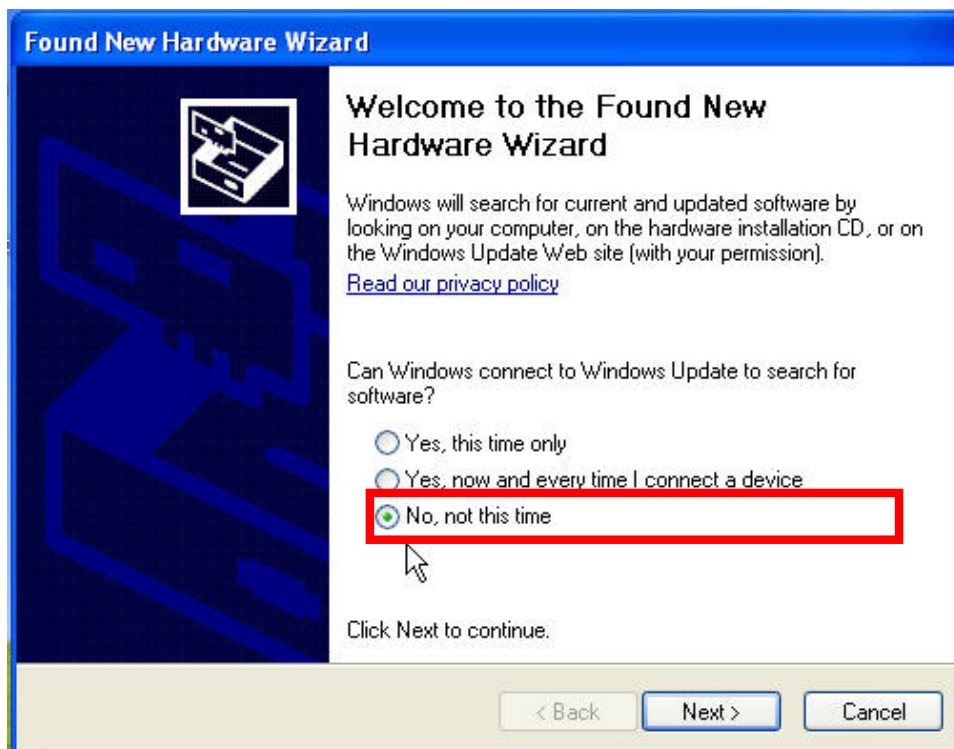 Found New Hardware Wizard
Welcome to the Found New
Hardware Wizard
Windows will search for current and updated software by
looking on your computer, on the hardware installation CD, or on
the Windows Update Web site (with your permission).
Read our privacy policy
Can Windows connect to Windows Update to search for
software?
Yes, this time only
Yes, now and every time I connect a device
No, not this time
Click Next to continue.
< Back Next > Cancel